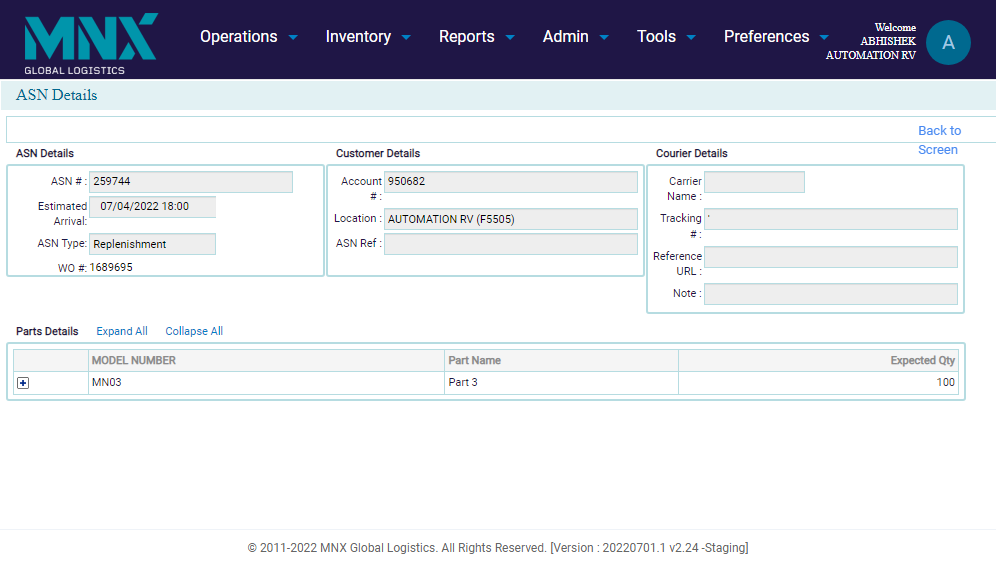 MNX
GLOBAL LOGISTICS
Operations Inventory Reports Admin Tools Preferences
Welcome
ABHISHEK
AUTOMATION RV
A
ASN Details
Back to
Screen
ASN Details
ASN # : 259744
Estimated
Arrival: 07/04/2022 18:00
ASN Type: Replenishment
WO #: 1689695
Customer Details
Account
# : 950682
Location : AUTOMATION RV (F5505)
ASN Ref :
Courier Details
Carrier
Name :
Tracking
# : '
Reference
URL :
Note :
Parts Details Expand All Collapse All
MODEL NUMBER Part Name Expected Qty
MN03 Part 3 100
© 2011-2022 MNX Global Logistics. All Rights Reserved. [Version : 20220701.1 v2.24 -Staging]